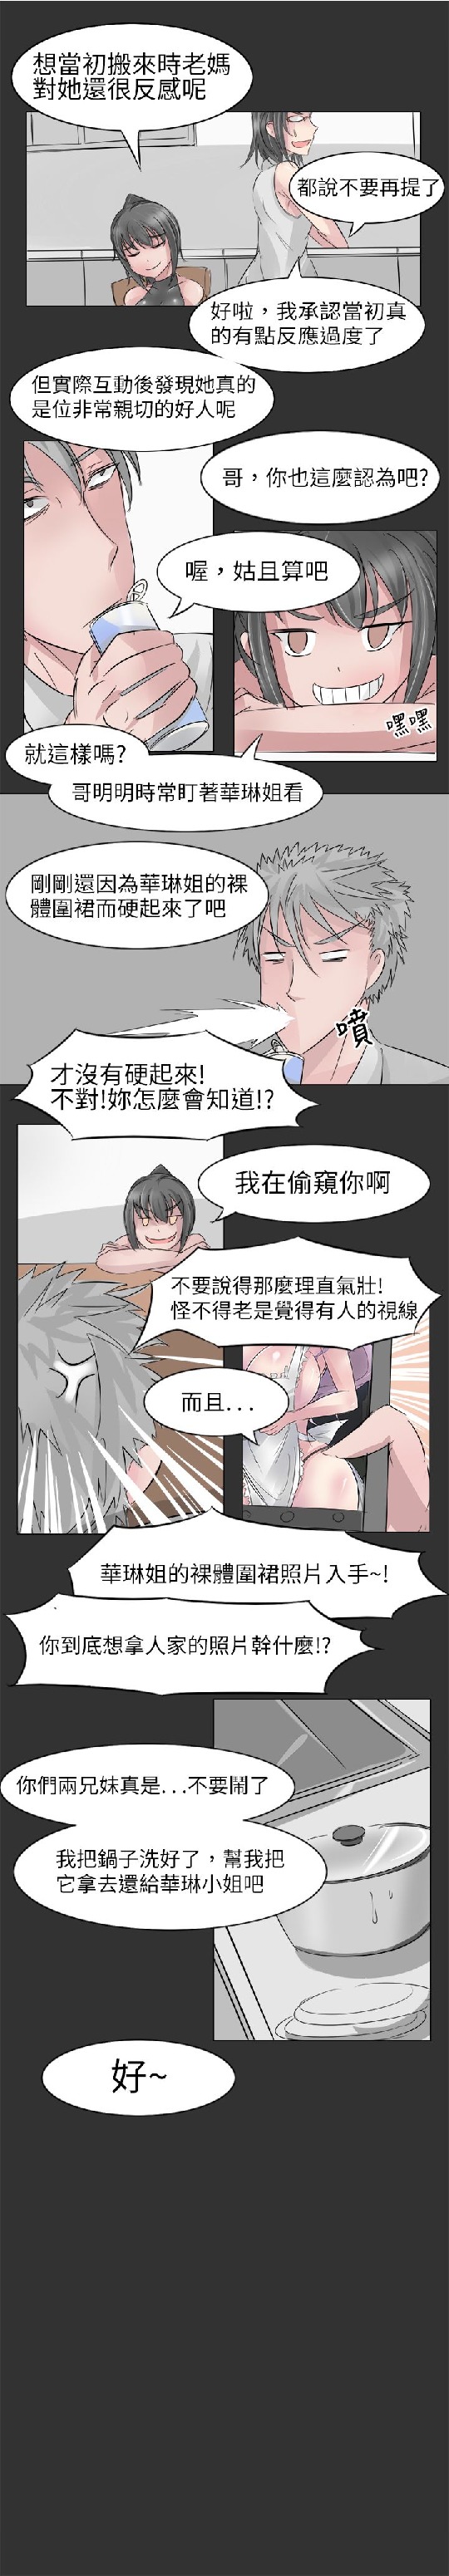 想當初搬來時老媽
對她還很反感呢
都說不要再提了
好啦，我承認當初真
的有點反應過度了
但實際互動後發現她真的
是位非常親切的好人呢
哥，你也這麼認為吧?
喔，姑且算吧
嘿嘿
就這樣嗎?
哥明明時常盯著華琳姐看
剛剛還因為華琳姐的裸
體圍裙而硬起來了吧
噴
才沒有硬起來!
不對!妳怎麼會知道!?
我在偷窺你啊
不要說得那麼理直氣壯!
怪不得老是覺得有人的視線
而且...
華琳姐的裸體圍裙照片入手~!
你到底想拿人家的照片幹什麼!?
你們兩兄妹真是...不要鬧了
我把鍋子洗好了，幫我把
它拿去還給華琳小姐吧
好~